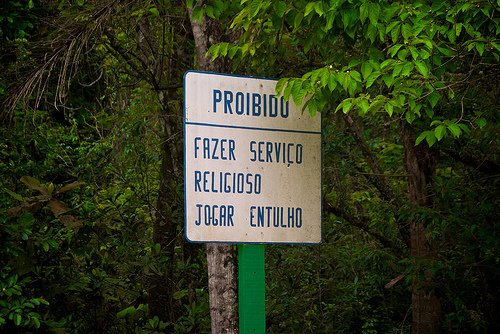 PROIBIDO
FAZER SERVIÇO
RELIGIOSO
JOGAR ENTULHO